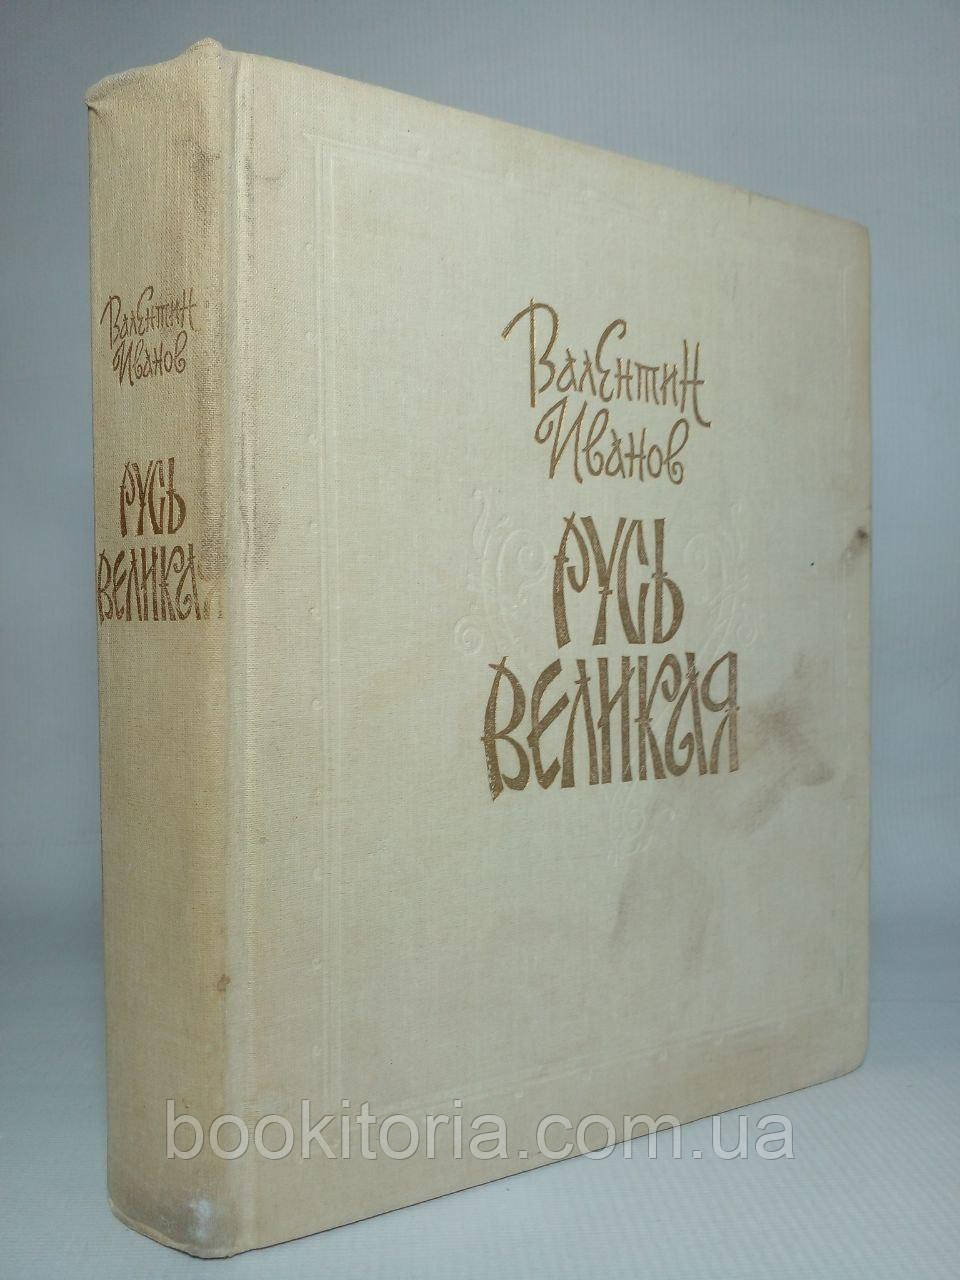 Валентин
Иванов
РУСЬ
ВЕЛИКАЯ
Валентин
Иванов
РУСЬ
ВЕЛИКАЯ
bookitoria.com.ua